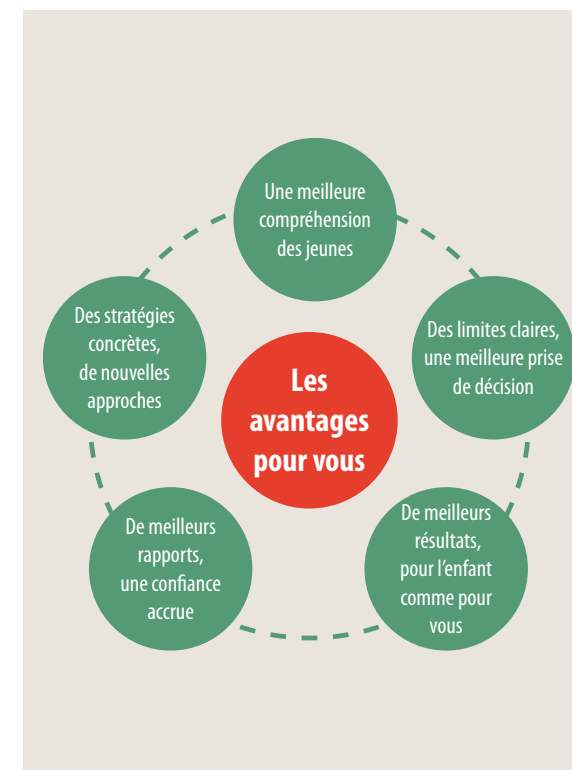 Une meilleure
compréhension
des jeunes
Des stratégies
concrètes,
de nouvelles
approches
Des limites claires,
une meilleure prise
de décision
Les
avantages
pour vous
De meilleurs
rapports,
une confiance
accrue
De meilleurs
résultats,
pour l’enfant
comme pour
vous